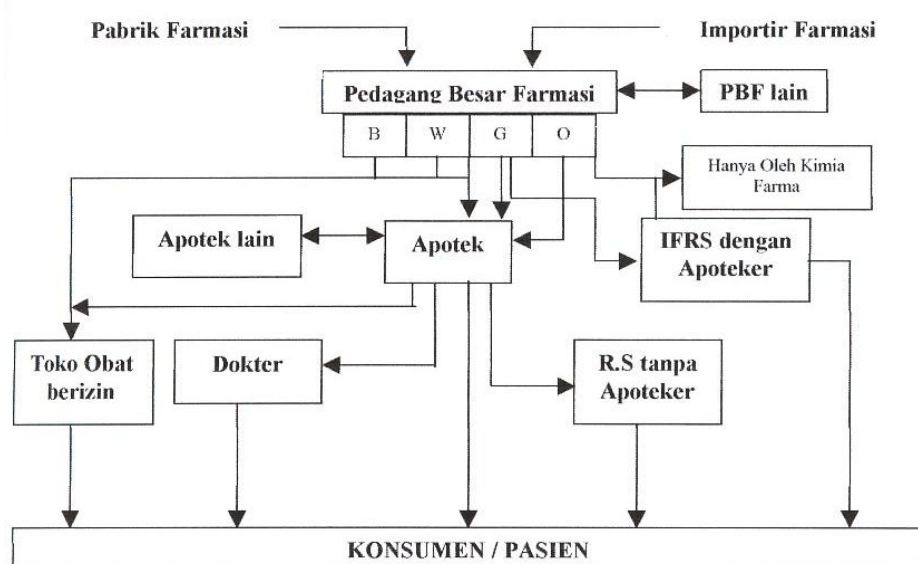 Pabrik Farmasi
Importir Farmasi
Pedagang Besar Farmasi
PBF lain
B
W
G
O
Hanya Oleh Kimia
Farma
Apotek lain
Apotek
IFRS dengan
Apoteker
Toko Obat
berizin
Dokter
R.S tanpa
Apoteker
KONSUMEN / PASIEN